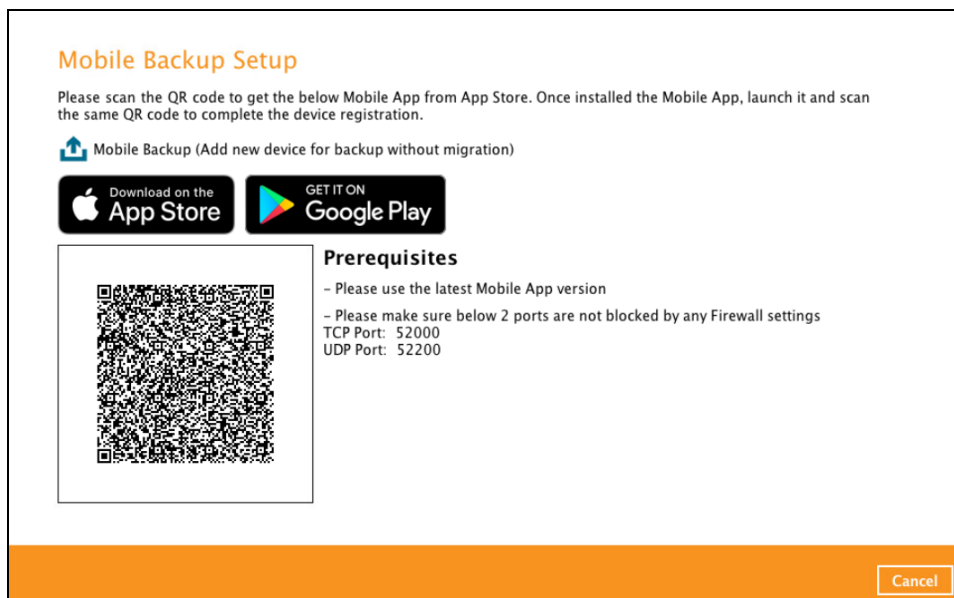 Mobile Backup Setup
Please scan the QR code to get the below Mobile App from App Store. Once installed the Mobile App, launch it and scan
the same QR code to complete the device registration.
Mobile Backup (Add new device for backup without migration)
Download on the
App Store
GET IT ON
Google Play
Prerequisites
– Please use the latest Mobile App version
– Please make sure below 2 ports are not blocked by any Firewall settings
TCP Port: 52000
UDP Port: 52200
Cancel